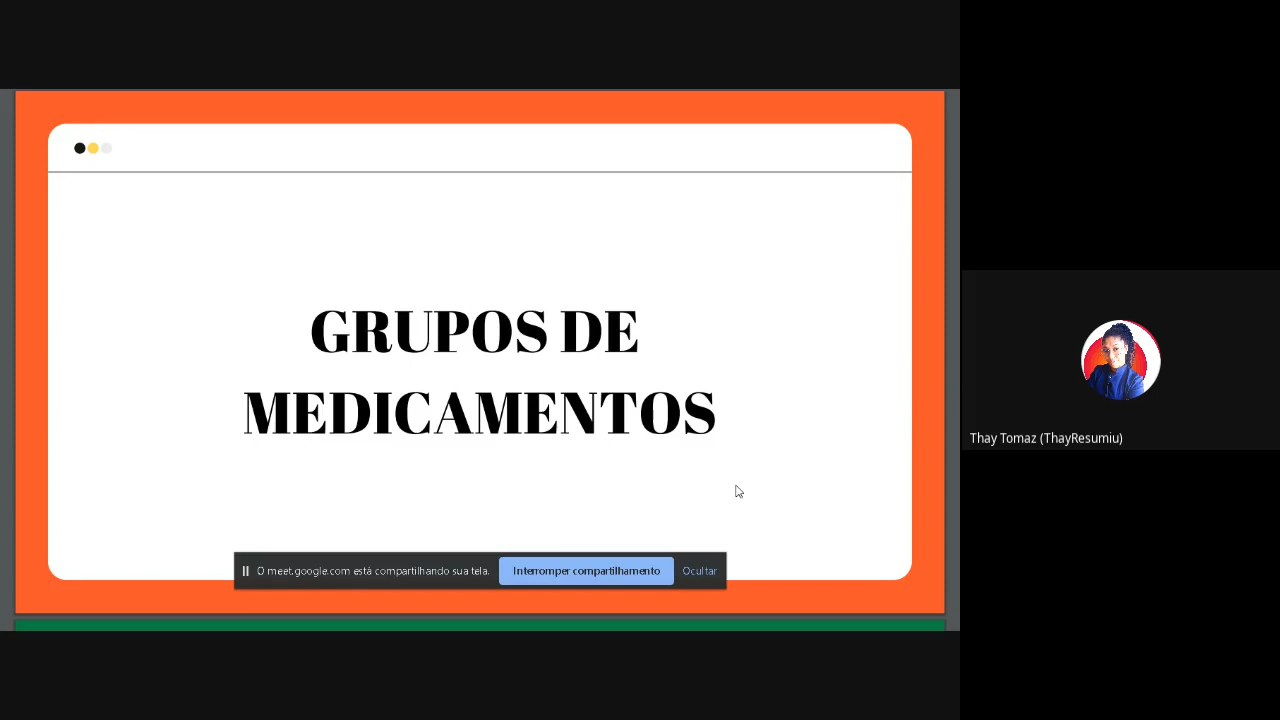 GRUPOS DE
MEDICAMENTOS
O meet.google.com está compartilhando sua tela.
Interromper compartilhamento
Ocultar
Thay Tomaz (ThayResumiu)